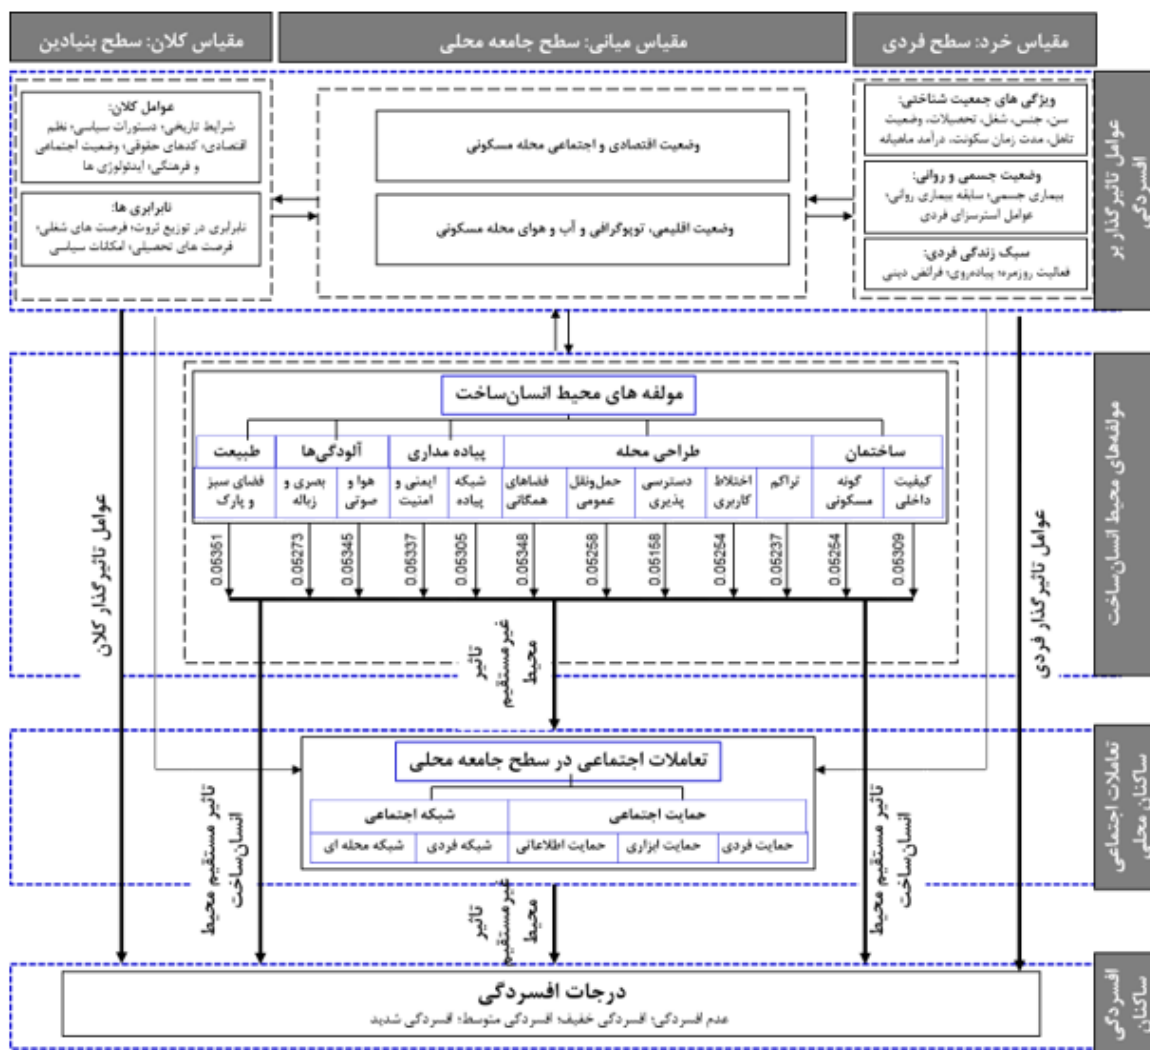 مقیاس خرد: سطح فردی
مقیاس میانی: سطح جامعه محلی
مقیاس کلان: سطح بنیادین
عوامل تاثیرگذار بر
افسردگی
ویژگی های جمعیت شناختی:
سن، جنس، شغل، تحصیلات، وضعیت
تاهل، مدت زمان سکونت، درآمد ماهیانه
وضعیت جسمی و روانی:
بیماری جسمی؛ سابقه بیماری روانی؛
عوامل استرس‌زای فردی
سبک زندگی فردی:
فعالیت روزمره؛ پیاده‌روی؛ فرائض دینی
وضعیت اقتصادی و اجتماعی محله مسکونی
وضعیت اقلیمی، توپوگرافی و آب و هوای محله مسکونی
عوامل کلان:
شرایط تاریخی؛ دستورات سیاسی؛ نظم
اقتصادی؛ کدهای حقوقی؛ وضعیت اجتماعی
و فرهنگی؛ ایدئولوژی ها
نابرابری ها:
نابرابری در توزیع ثروت؛ فرصت های شغلی؛
فرصت های تحصیلی؛ امکانات سیاسی
مولفه‌های محیط انسان‌ساخت
مولفه های محیط انسان‌ساخت
ساختمان
طراحی محله
پیاده مداری
آلودگی‌ها
طبیعت
کیفیت
داخلی
گونه
مسکونی
تراکم
اختلاط
کاربری
دسترسی
پذیری
حمل‌ونقل
عمومی
فضاهای
همگانی
شبکه
پیاده
ایمنی و
امنیت
هوا و
صوتی
بصری و
زباله
فضای سبز
و پارک
0.05309
0.05254
0.05237
0.05254
0.05158
0.05258
0.05348
0.05305
0.05337
0.05345
0.05273
0.05351
عوامل تاثیرگذار فردی
عوامل تاثیرگذار کلان
تاثیر
غیرمستقیم
محیط
تعاملات اجتماعی
ساکنان محلی
تعاملات اجتماعی در سطح جامعه محلی
حمایت اجتماعی
شبکه اجتماعی
حمایت فردی
حمایت ابزاری
حمایت اطلاعاتی
شبکه فردی
شبکه محله ای
تاثیر مستقیم محیط
انسان‌ساخت
تاثیر مستقیم محیط
انسان‌ساخت
تاثیر
غیرمستقیم
محیط
افسردگی
ساکنان
درجات افسردگی
عدم افسردگی؛ افسردگی خفیف؛ افسردگی متوسط؛ افسردگی شدید